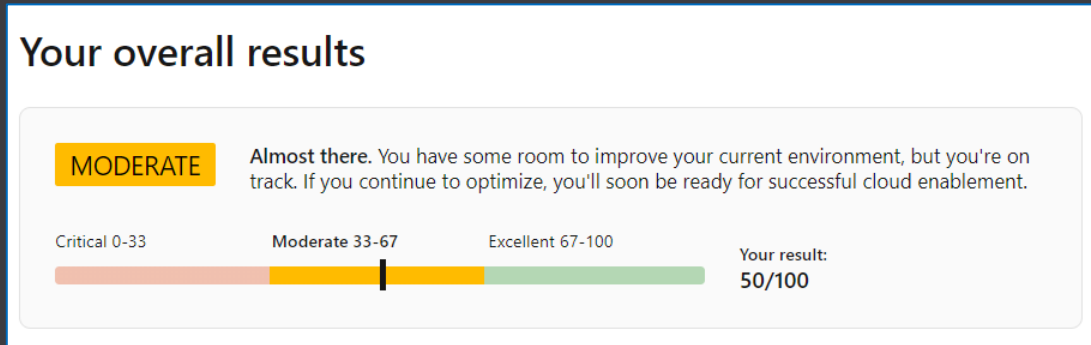 Your overall results
MODERATE
Almost there. You have some room to improve your current environment, but you're on
track. If you continue to optimize, you'll soon be ready for successful cloud enablement.
Critical 0-33
Moderate 33-67
Excellent 67-100
Your result:
50/100